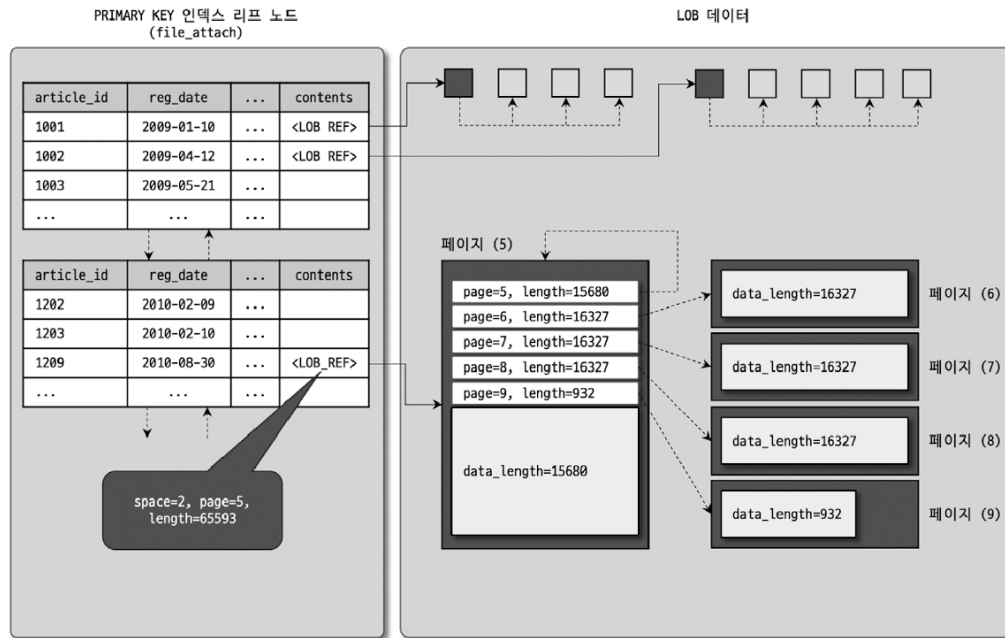 PRIMARY KEY 인덱스 리프 노드
(file_attach)
LOB 데이터
article_id reg_date ... contents
1001 2009-01-10 ... <LOB REF>
1002 2009-04-12 ... <LOB REF>
1003 2009-05-21 ...
... ... ...
article_id reg_date ... contents
1202 2010-02-09 ...
1203 2010-02-10 ...
1209 2010-08-30 ... <LOB_REF>
... ... ...
space=2, page=5,
length=65593
페이지 (5)
page=5, length=15680
page=6, length=16327
page=7, length=16327
page=8, length=16327
page=9, length=932
data_length=15680
data_length=16327
페이지 (6)
data_length=16327
페이지 (7)
data_length=16327
페이지 (8)
data_length=932
페이지 (9)